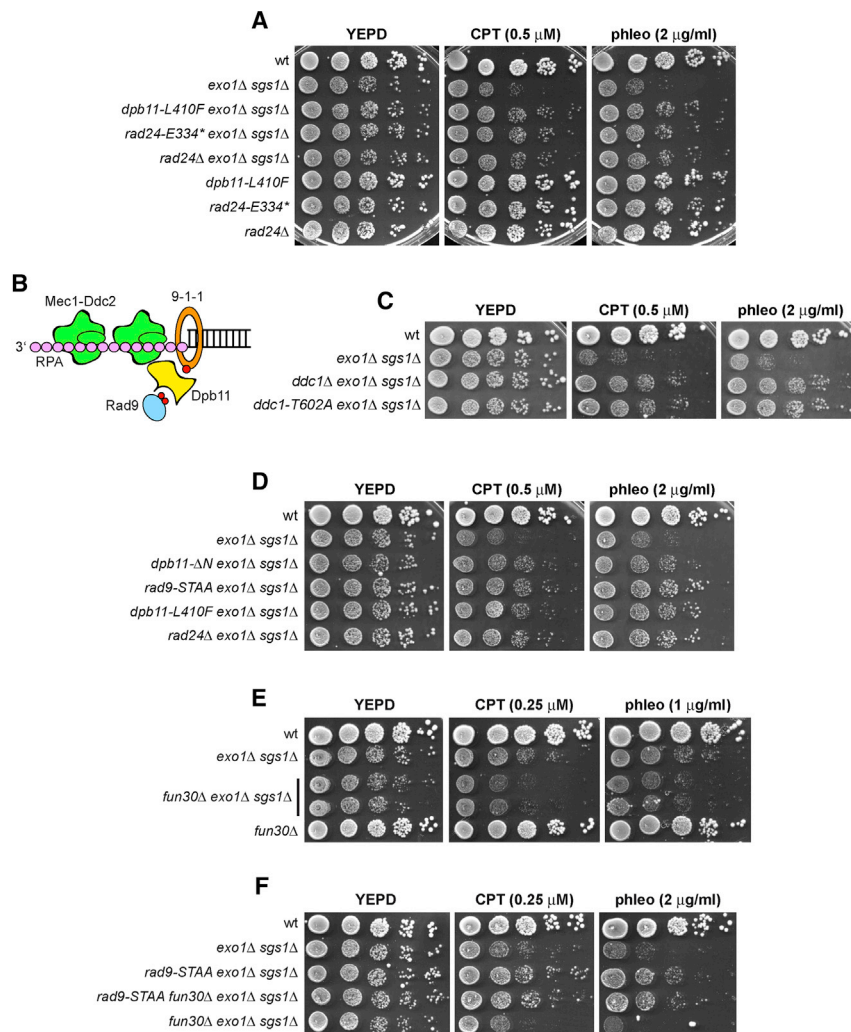 A
YEPD CPT (0.5 μM) phleo (2 μg/ml)
wt
exo1Δ sgs1Δ
dpb11-L410F exo1Δ sgs1Δ
rad24-E334* exo1Δ sgs1Δ
rad24Δ exo1Δ sgs1Δ
dpb11-L410F
rad24-E334*
rad24Δ
B
Mec1-Ddc2
9-1-1
3'
RPA
Rad9
Dpb11
C
YEPD CPT (0.5 μM) phleo (2 μg/ml)
wt
exo1Δ sgs1Δ
ddc1Δ exo1Δ sgs1Δ
ddc1-T602A exo1Δ sgs1Δ
D
YEPD CPT (0.5 μM) phleo (2 μg/ml)
wt
exo1Δ sgs1Δ
dpb11-ΔN exo1Δ sgs1Δ
rad9-STAA exo1Δ sgs1Δ
dpb11-L410F exo1Δ sgs1Δ
rad24Δ exo1Δ sgs1Δ
E
YEPD CPT (0.25 μM) phleo (1 μg/ml)
wt
exo1Δ sgs1Δ
fun30Δ exo1Δ sgs1Δ
fun30Δ
F
YEPD CPT (0.25 μM) phleo (2 μg/ml)
wt
exo1Δ sgs1Δ
rad9-STAA exo1Δ sgs1Δ
rad9-STAA fun30Δ exo1Δ sgs1Δ
fun30Δ exo1Δ sgs1Δ